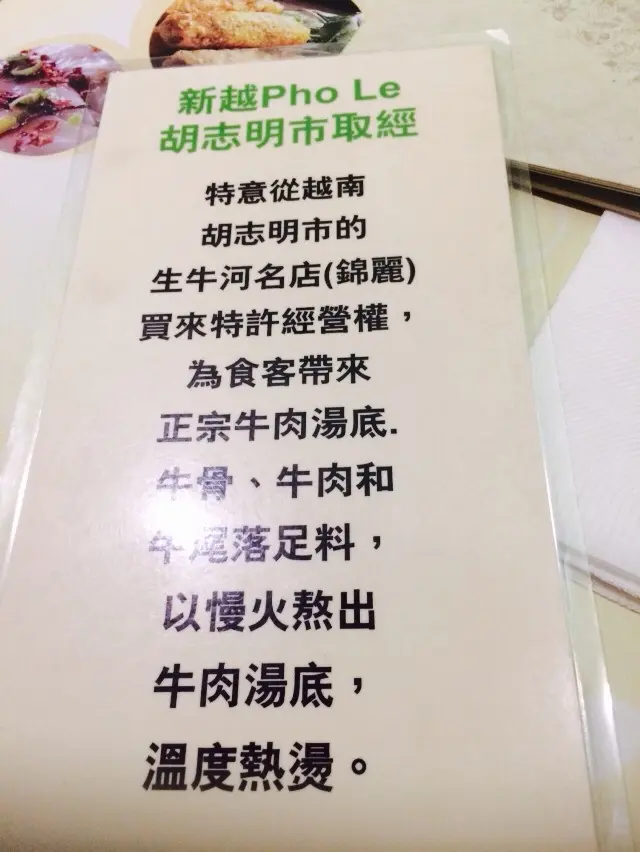 新越Pho Le
胡志明市取經
特意從越南
胡志明市的
生牛河名店(錦麗)
買來特許經營權，
為食客帶來
正宗牛肉湯底.
牛骨、牛肉和
牛尾落足料，
以慢火熬出
牛肉湯底，
溫度熱燙。